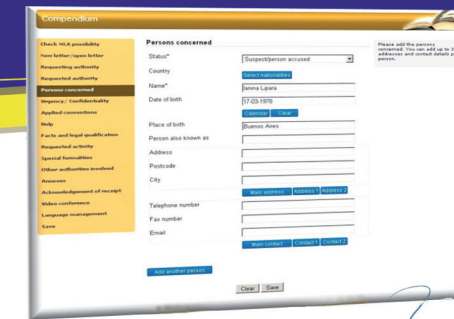 Compendium
Check MLA possibility
New letter/open letter
Requesting authority
Requested authority
Persons concerned
Urgency/ Confidentiality
Applied conventions
Help
Facts and legal qualification
Requested activity
Special formalities
Other authorities involved
Annexes
Acknowledgement of receipt
Video conference
Language management
Save
Persons concerned
Status* Suspect/person accused
Country Select nationalities
Name* Ianina Lipara
Date of birth 17-03-1978
Calendar Clear
Place of birth Buenos Aires
Person also known as
Address
Postcode
City
Main address Address 1 Address 2
Telephone number
Fax number
Email
Main contact Contact 1 Contact 2
Add another person
Clear Save
Please add the persons
concerned. You can add up to 3
addresses and contact details p
person.